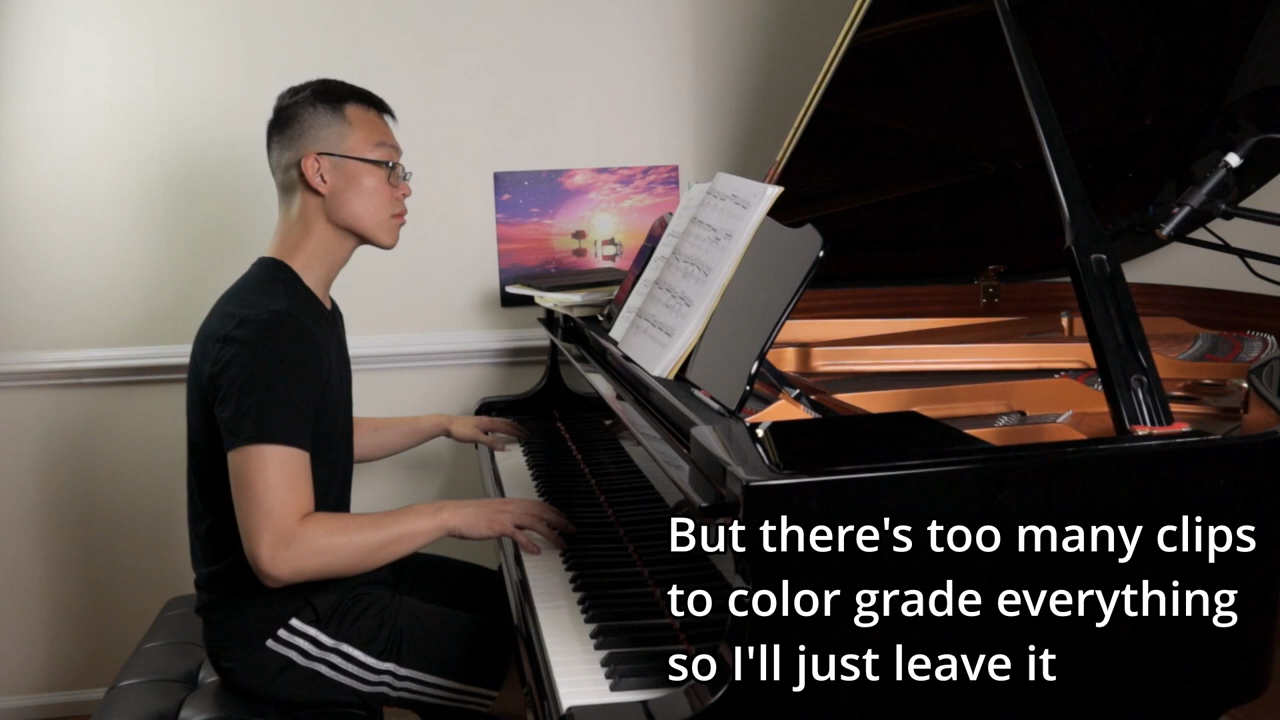 But there's too many clips
to color grade everything
so I'll just leave it